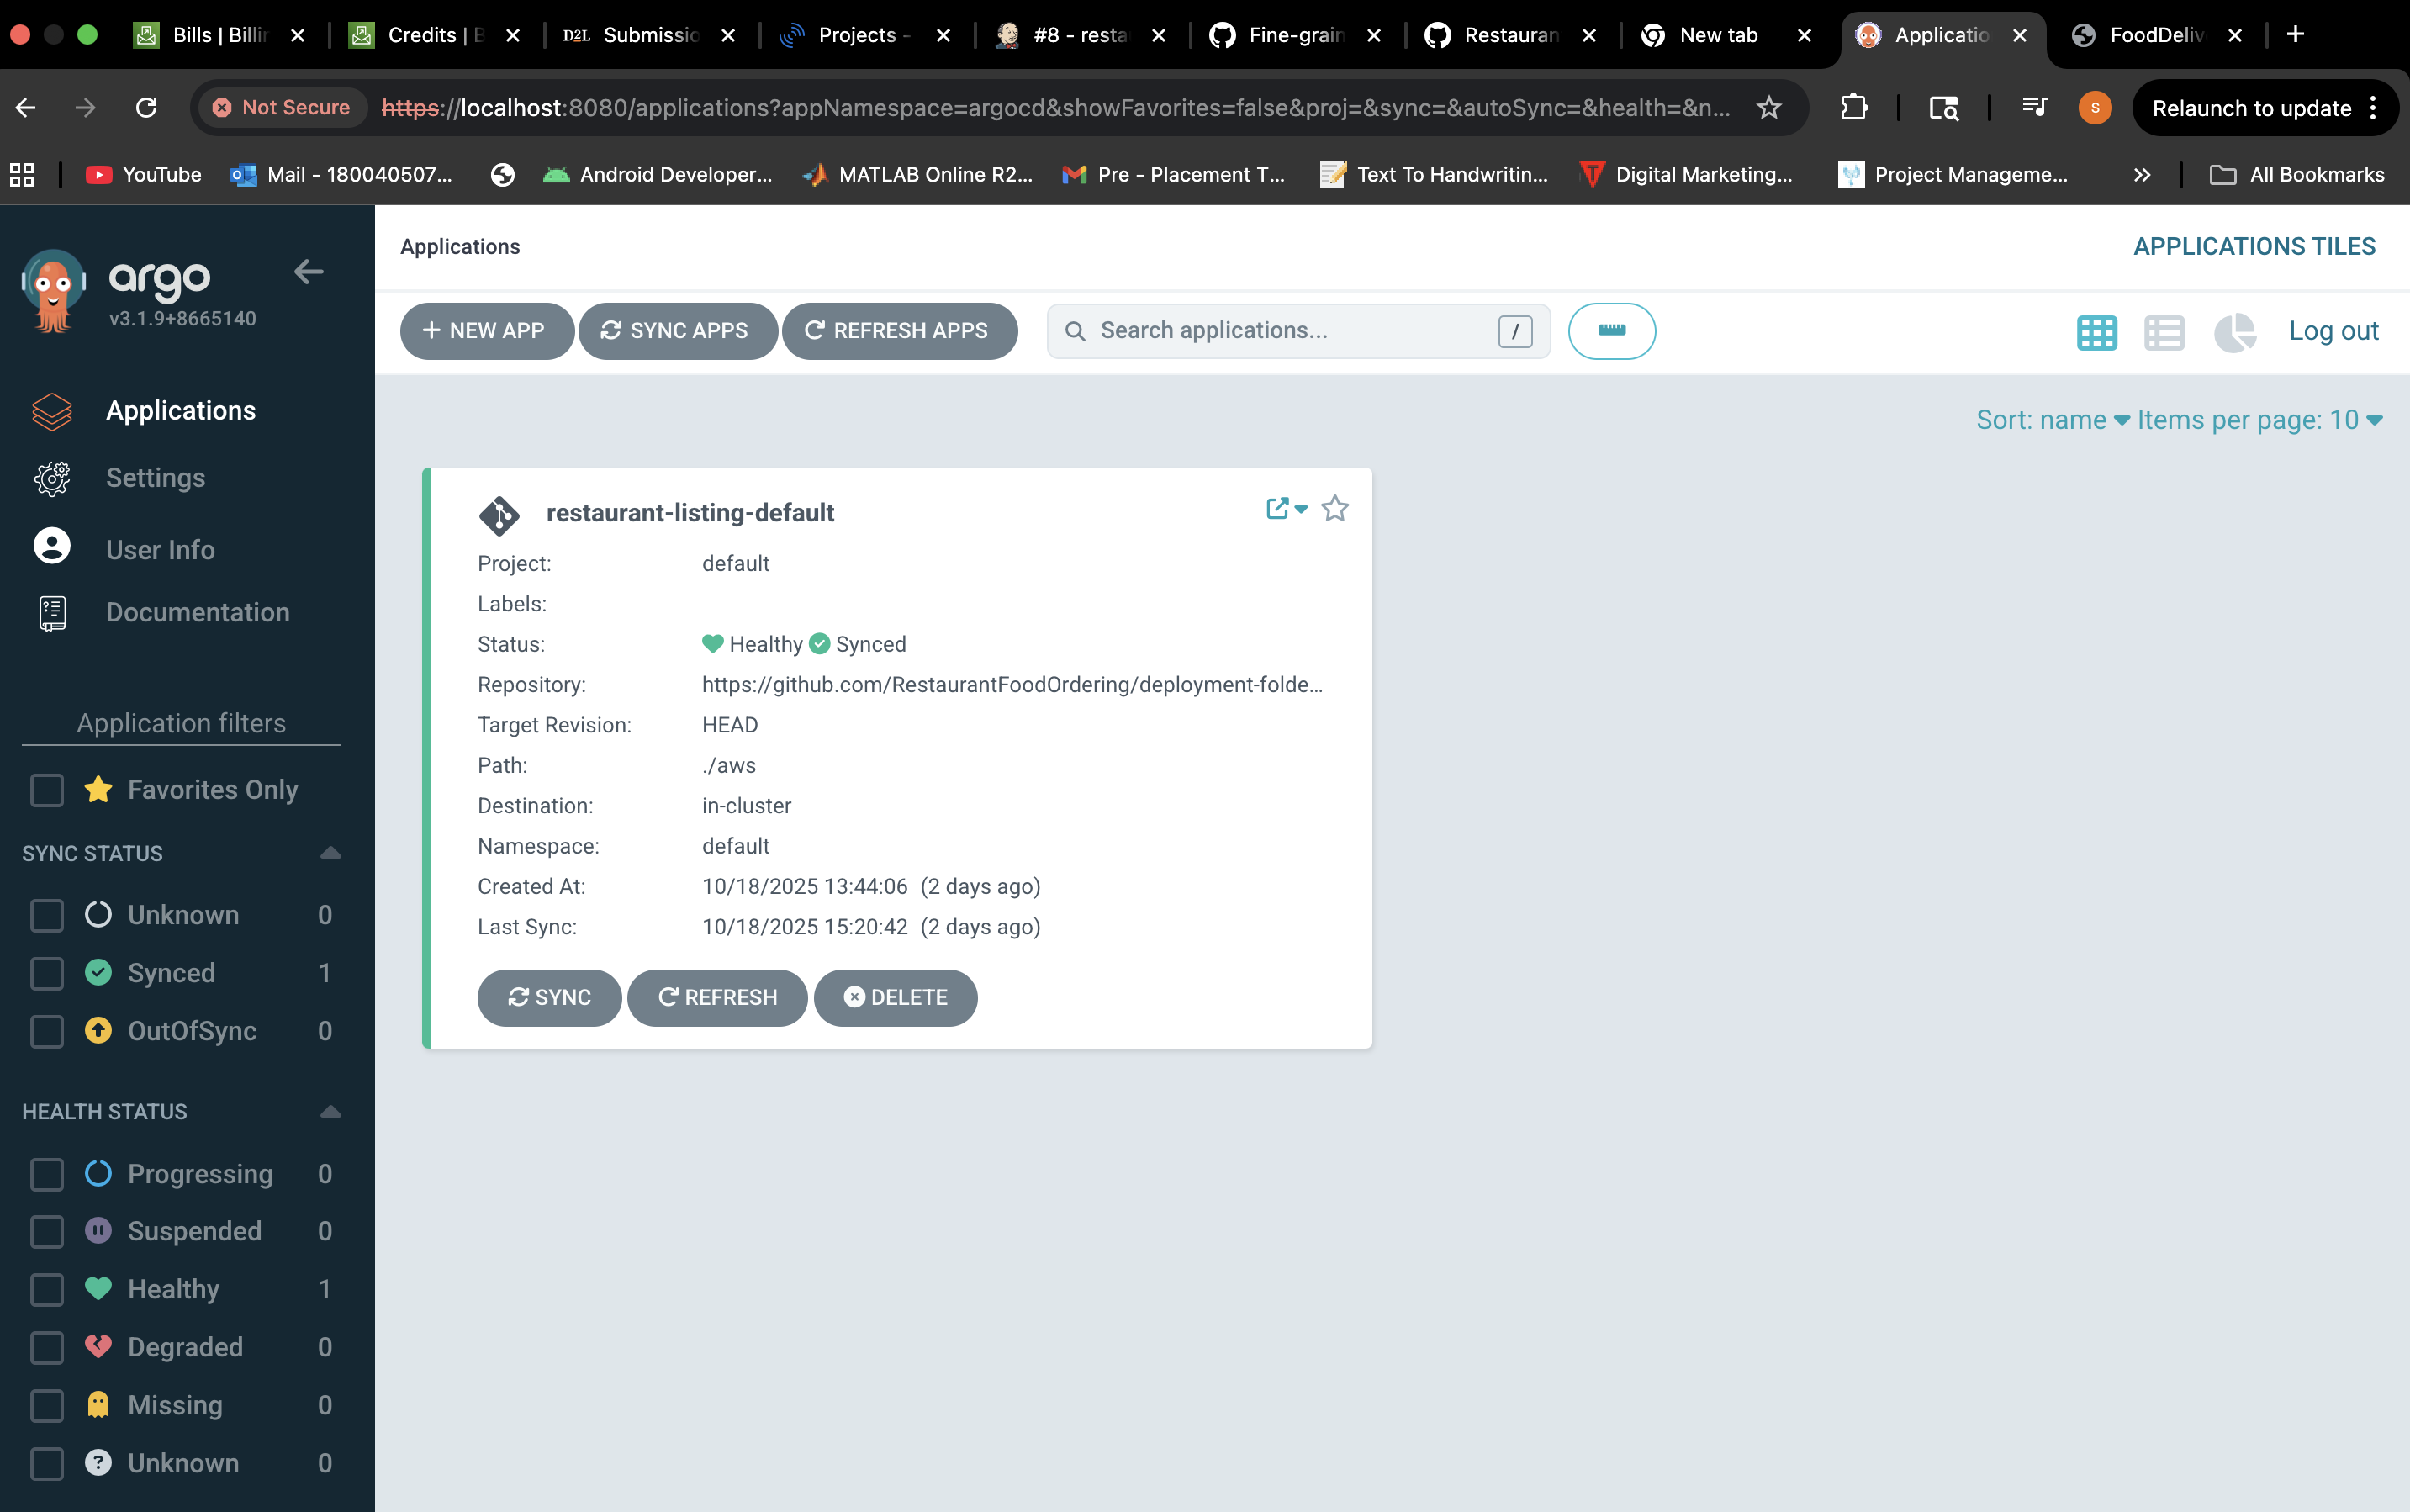 Bills | Billin
Credits | B
D2L Submissio
Projects -
#8 - resta
Fine-grain
Restauran
New tab
Applicatio
FoodDeliv
Not Secure
https://localhost:8080/applications?appNamespace=argocd&showFavorites=false&proj=&sync=&autoSync=&health=&n...
S
Relaunch to update
YouTube
Mail - 180040507...
Android Developer...
MATLAB Online R2...
Pre - Placement T...
Text To Handwritin...
Digital Marketing...
Project Manageme...
All Bookmarks
argo
v3.1.9+8665140
Applications
Settings
User Info
Documentation
Application filters
Favorites Only
SYNC STATUS
Unknown 0
Synced 1
OutOfSync 0
HEALTH STATUS
Progressing 0
Suspended 0
Healthy 1
Degraded 0
Missing 0
Unknown 0
Applications
APPLICATIONS TILES
+ NEW APP
SYNC APPS
REFRESH APPS
Search applications...
/
Log out
Sort: name Items per page: 10
restaurant-listing-default
Project: default
Labels:
Status: Healthy Synced
Repository: https://github.com/RestaurantFoodOrdering/deployment-folde...
Target Revision: HEAD
Path: ./aws
Destination: in-cluster
Namespace: default
Created At: 10/18/2025 13:44:06 (2 days ago)
Last Sync: 10/18/2025 15:20:42 (2 days ago)
SYNC
REFRESH
DELETE